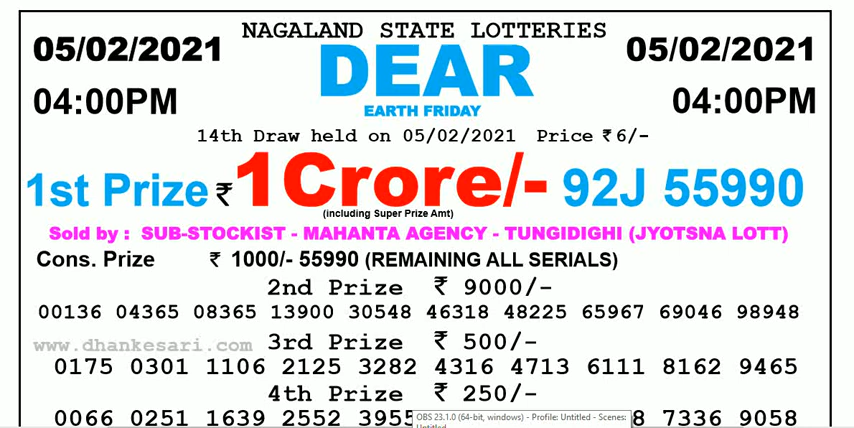 NAGALAND STATE LOTTERIES
05/02/2021 DEAR 05/02/2021
04:00PM EARTH FRIDAY 04:00PM
14th Draw held on 05/02/2021 Price ₹6/-
1st Prize ₹1Crore/- 92J 55990
(including Super Prize Amt)
Sold by : SUB-STOCKIST - MAHANTA AGENCY - TUNGIDIGHI (JYOTSNA LOTT)
Cons. Prize ₹ 1000/- 55990 (REMAINING ALL SERIALS)
2nd Prize ₹ 9000/-
00136 04365 08365 13900 30548 46318 48225 65967 69046 98948
www.dhankesari.com 3rd Prize ₹ 500/-
0175 0301 1106 2125 3282 4316 4713 6111 8162 9465
4th Prize ₹ 250/-
0066 0251 1639 2552 3955 8 7336 9058
OBS 23.1.0 (64-bit, windows) - Profile: Untitled - Scenes:
Untitled